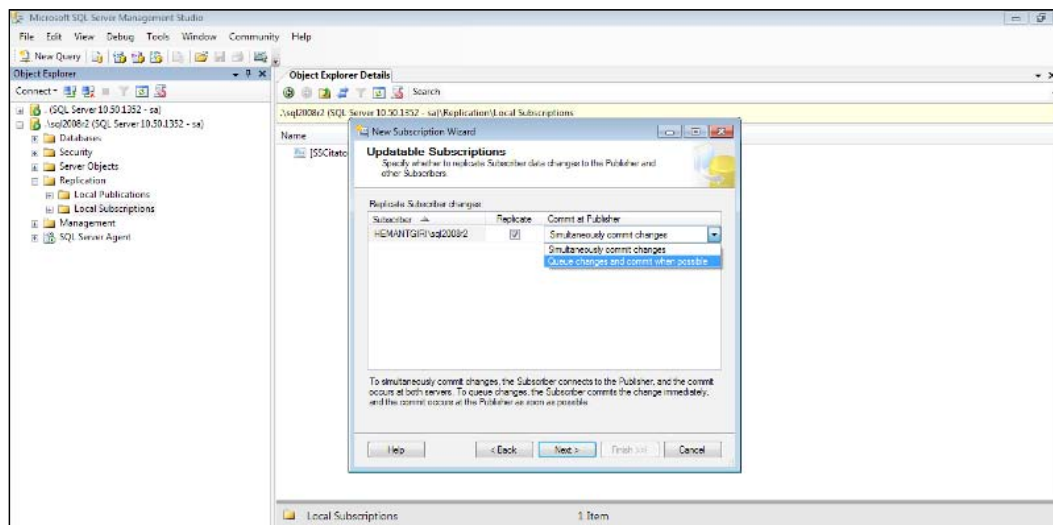 Microsoft SQL Server Management Studio
File Edit View Debug Tools Window Community Help
New Query
Object Explorer
Connect
. (SQL Server 10.50.1352 - sa)
.\sql2008r2 (SQL Server 10.50.1352 - sa)
Databases
Security
Server Objects
Replication
Local Publications
Local Subscriptions
Management
SQL Server Agent
Object Explorer Details
Search
.\sql2008r2 (SQL Server 10.50.1352 - sa)\Replication\Local Subscriptions
Name
[SSCitato
New Subscription Wizard
Updatable Subscriptions
Specify whether to replicate Subscriber data changes to the Publisher and
other Subscribers.
Replicate Subscriber changes:
Subscriber Replicate Commit at Publisher
HEMANTGIRI\sql2008r2 Simultaneously commit changes
Simultaneously commit changes
Queue changes and commit when possible
To simultaneously commit changes, the Subscriber connects to the Publisher, and the commit
occurs at both servers. To queue changes, the Subscriber commits the change immediately,
and the commit occurs at the Publisher as soon as possible.
Help < Back Next > Finish >>| Cancel
Local Subscriptions 1 Item